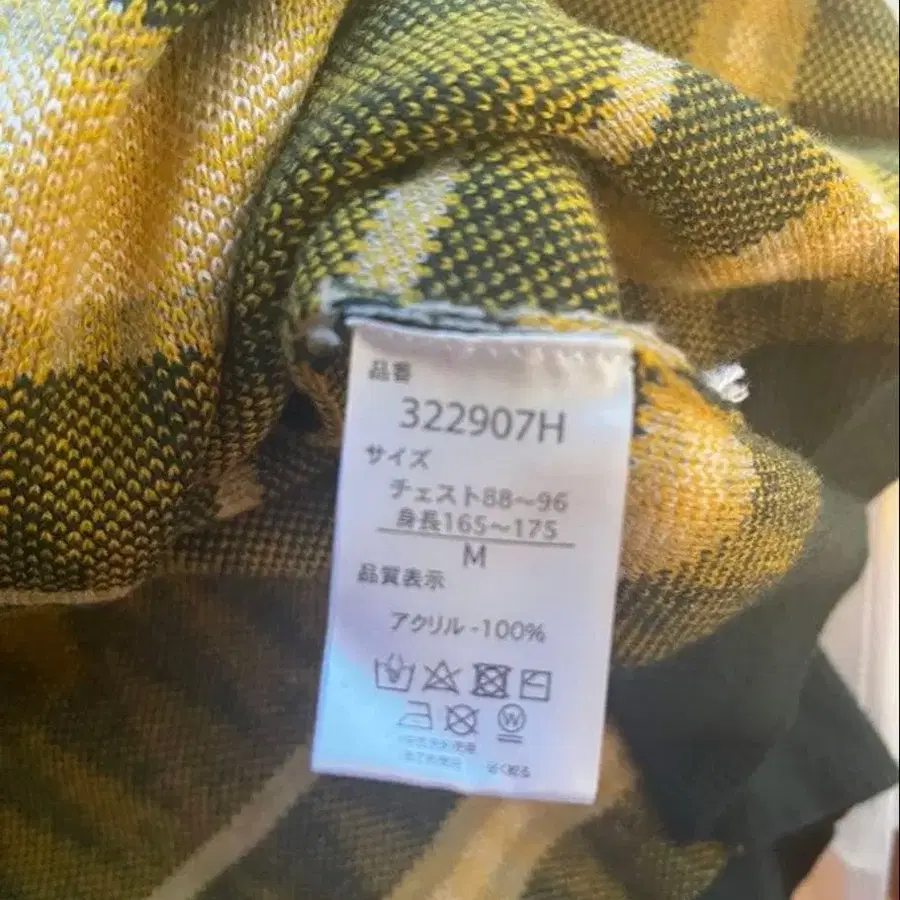 品番
322907H
サイズ
チェスト88～96
身長165～175
M
品質表示
アクリル -100%
W